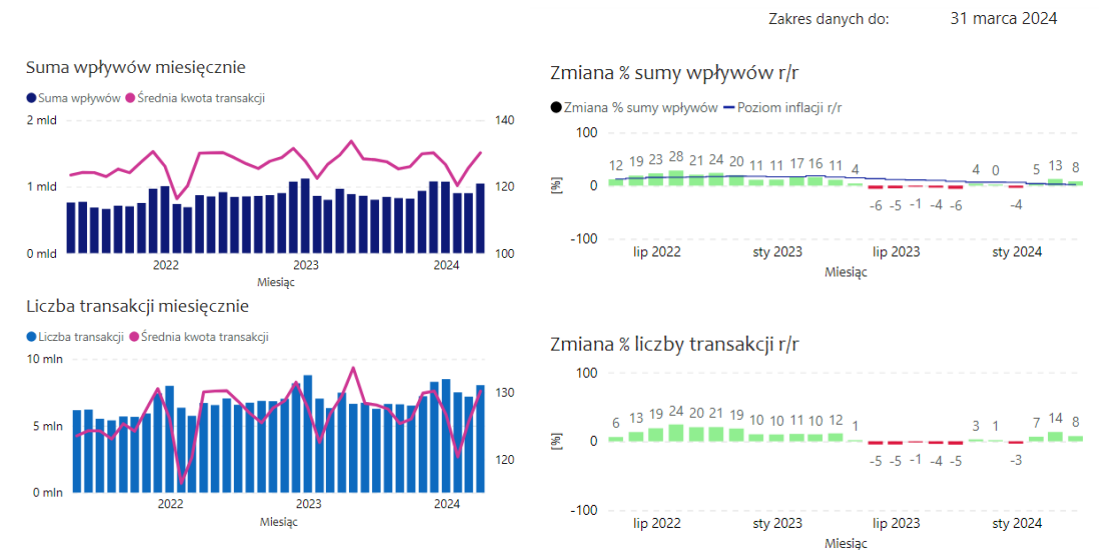 Zakres danych do: 31 marca 2024
Suma wpływów miesięcznie
Suma wpływów Średnia kwota transakcji
2 mld 140
1 mld 120
0 mld 100
2022 2023 2024
Miesiąc
Liczba transakcji miesięcznie
Liczba transakcji Średnia kwota transakcji
10 mln
130
5 mln
120
0 mln
2022 2023 2024
Miesiąc
Zmiana % sumy wpływów r/r
Zmiana % sumy wpływów Poziom inflacji r/r
100
12 19 23 28 21 24 20 11 11 17 16 11 4 4 0 5 13 8
[%]
0
-6 -5 -1 -4 -6 -4
-100
lip 2022 sty 2023 lip 2023 sty 2024
Miesiąc
Zmiana % liczby transakcji r/r
100
6 13 19 24 20 21 19 10 10 11 10 12 1 3 1 7 14 8
[%]
0
-5 -5 -1 -4 -5 -3
-100
lip 2022 sty 2023 lip 2023 sty 2024
Miesiąc